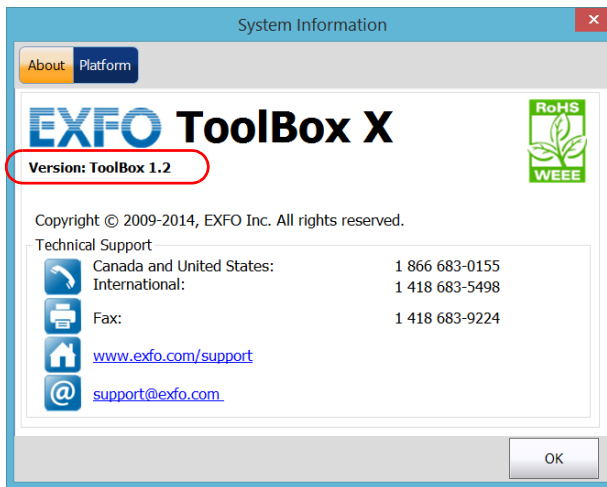 System Information
About Platform
EXFO ToolBox X
RoHS
WEEE
Version: ToolBox 1.2
Copyright © 2009-2014, EXFO Inc. All rights reserved.
Technical Support
Canada and United States: 1 866 683-0155
International: 1 418 683-5498
Fax: 1 418 683-9224
www.exfo.com/support
@ support@exfo.com
OK